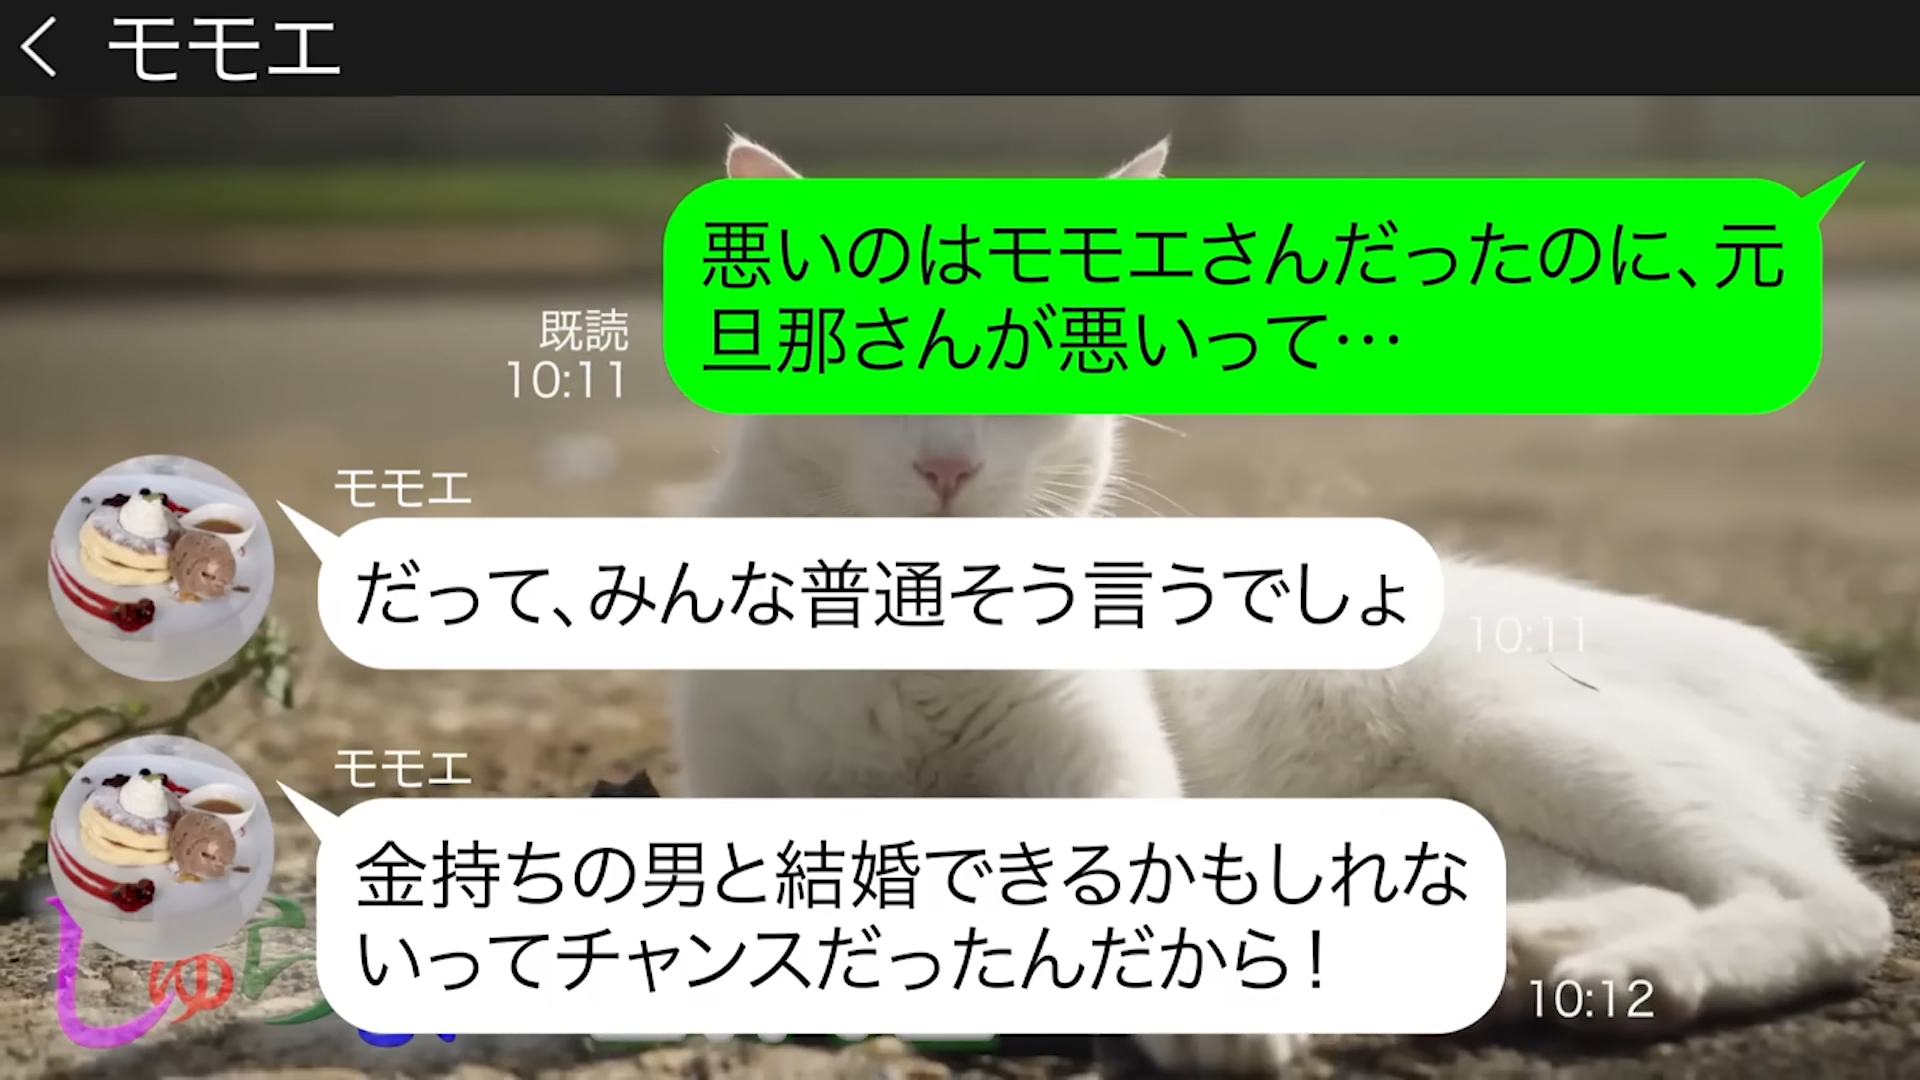 モモエ
悪いのはモモエさんだったのに、元
旦那さんが悪いって…
既読
10:11
モモエ
だって、みんな普通そう言うでしょ
10:11
モモエ
金持ちの男と結婚できるかもしれな
いってチャンスだったんだから！
10:12
しゅら